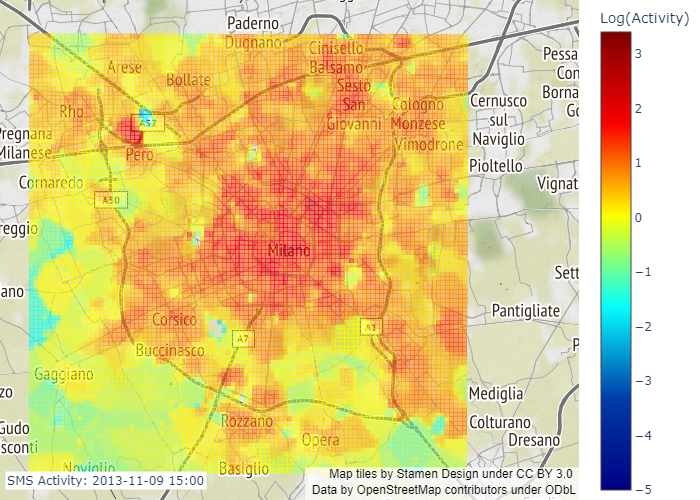 Log(Activity)
3
2
1
0
−1
−2
−3
−4
−5
Paderno
Dugnano
Cinisello
Balsamo
Arese
Bollate
Sesto
San
Giovanni
Cologno
Monzese
Cernusco
sul
Naviglio
Rho
A52
Pero
Vimodrone
Pioltello
Cornaredo
A50
Milano
Corsico
A7
A1
Buccinasco
Pantigliate
Gaggiano
Mediglia
Rozzano
Opera
Colturano
Dresano
Noviglio
Basiglio
Pregnana
Milanese
Pessa
Con
Borna
Go
Vignat
reggio
ano
Sett
P
zo
Gudo
sconti
SMS Activity: 2013-11-09 15:00
Map tiles by Stamen Design under CC BY 3.0
Data by OpenStreetMap contributors under ODbL